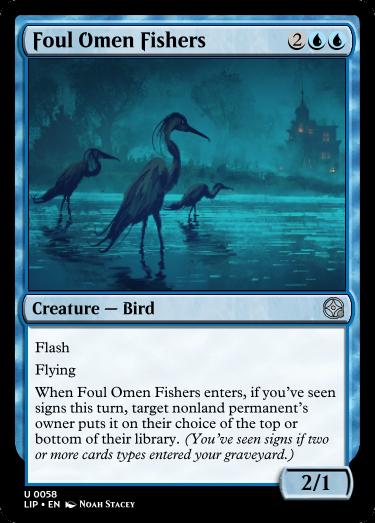 Foul Omen Fishers 2
Creature — Bird
Flash
Flying
When Foul Omen Fishers enters, if you've seen
signs this turn, target nonland permanent's
owner puts it on their choice of the top or
bottom of their library. (You've seen signs if two
or more cards types entered your graveyard.)
2/1
U 0058
LIP • EN Noah Stacey